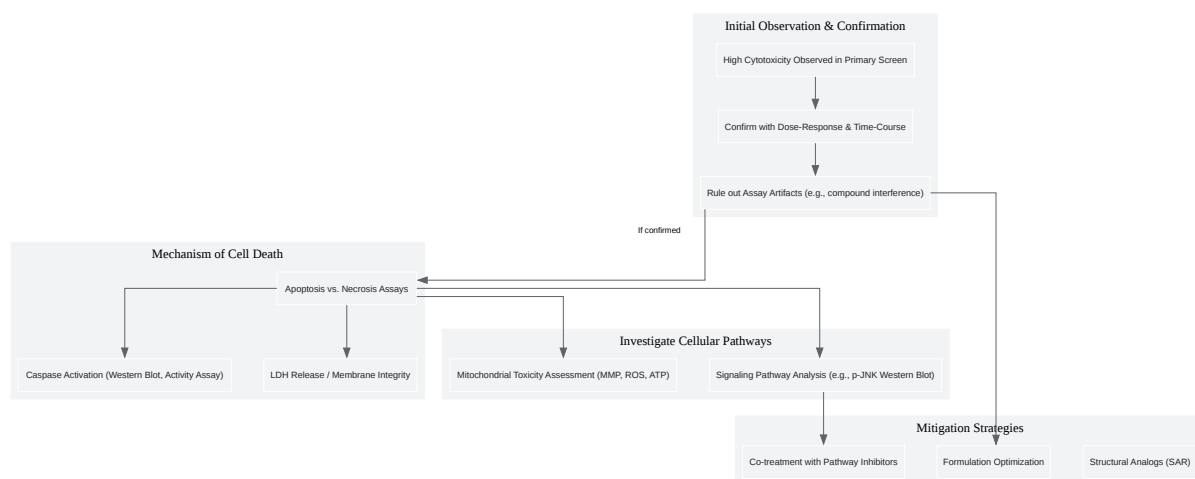 Initial Observation & Confirmation
High Cytotoxicity Observed in Primary Screen
Confirm with Dose-Response & Time-Course
Rule out Assay Artifacts (e.g., compound interference)
If confirmed
Mechanism of Cell Death
Apoptosis vs. Necrosis Assays
Caspase Activation (Western Blot, Activity Assay)
LDH Release / Membrane Integrity
Investigate Cellular Pathways
Mitochondrial Toxicity Assessment (MMP, ROS, ATP)
Signaling Pathway Analysis (e.g., p-JNK Western Blot)
Mitigation Strategies
Co-treatment with Pathway Inhibitors
Formulation Optimization
Structural Analogs (SAR)